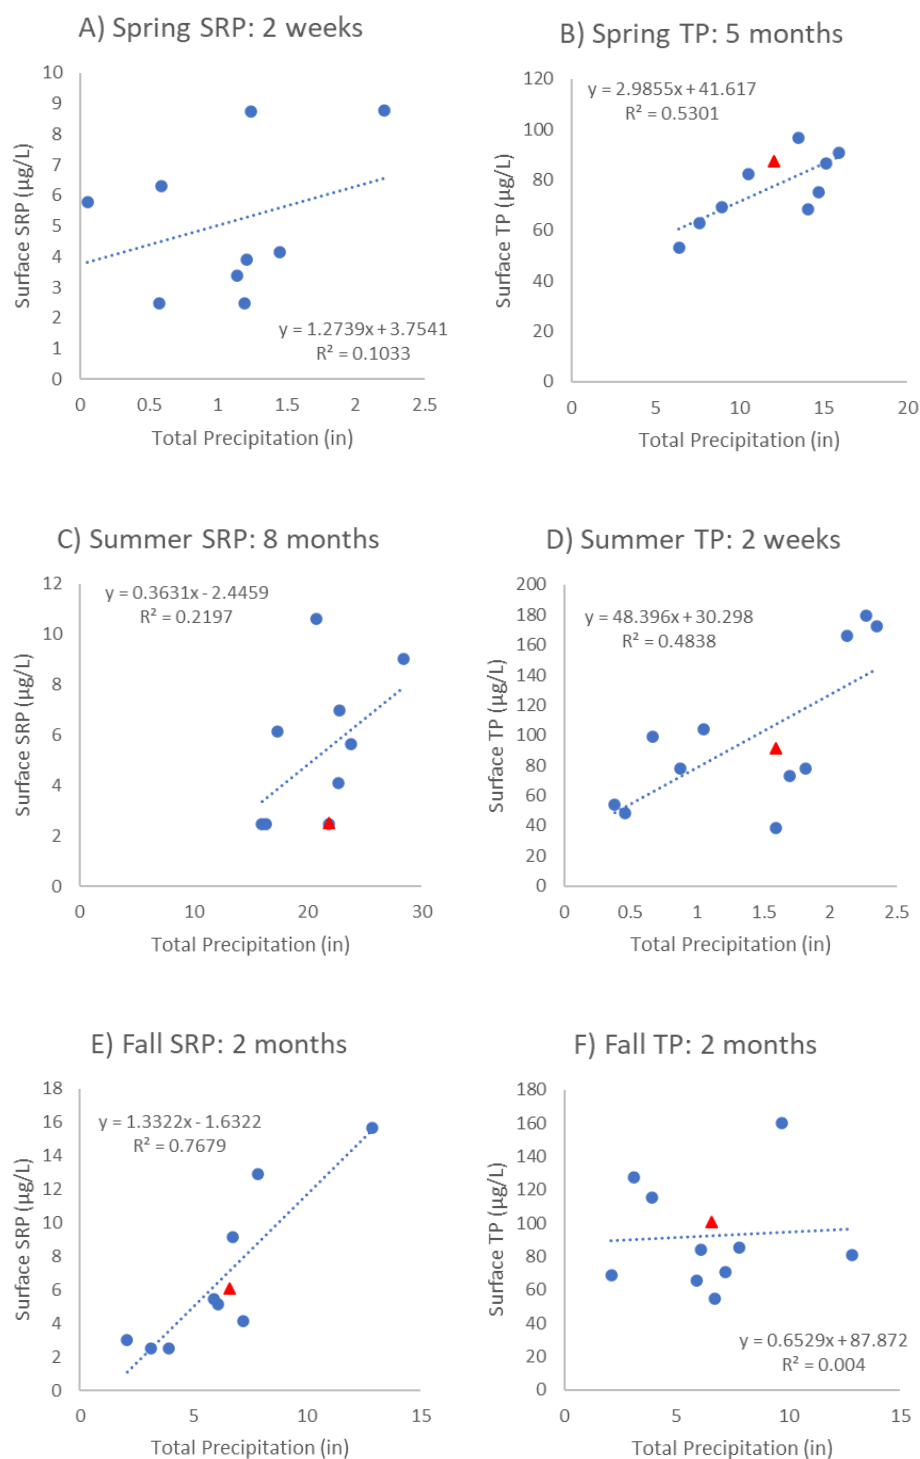 A) Spring SRP: 2 weeks
10
9
8
7
6
5
4
3
2
1
0
Surface SRP (µg/L)
y = 1.2739x + 3.7541
R² = 0.1033
0 0.5 1 1.5 2 2.5
Total Precipitation (in)
B) Spring TP: 5 months
120
100
80
60
40
20
0
Surface TP (µg/L)
y = 2.9855x + 41.617
R² = 0.5301
0 5 10 15 20
Total Precipitation (in)
C) Summer SRP: 8 months
12
10
8
6
4
2
0
Surface SRP (µg/L)
y = 0.3631x - 2.4459
R² = 0.2197
0 10 20 30
Total Precipitation (in)
D) Summer TP: 2 weeks
200
180
160
140
120
100
80
60
40
20
0
Surface TP (µg/L)
y = 48.396x + 30.298
R² = 0.4838
0 0.5 1 1.5 2 2.5
Total Precipitation (in)
E) Fall SRP: 2 months
18
16
14
12
10
8
6
4
2
0
Surface SRP (µg/L)
y = 1.3322x - 1.6322
R² = 0.7679
0 5 10 15
Total Precipitation (in)
F) Fall TP: 2 months
180
160
140
120
100
80
60
40
20
0
Surface TP (µg/L)
y = 0.6529x + 87.872
R² = 0.004
0 5 10 15
Total Precipitation (in)